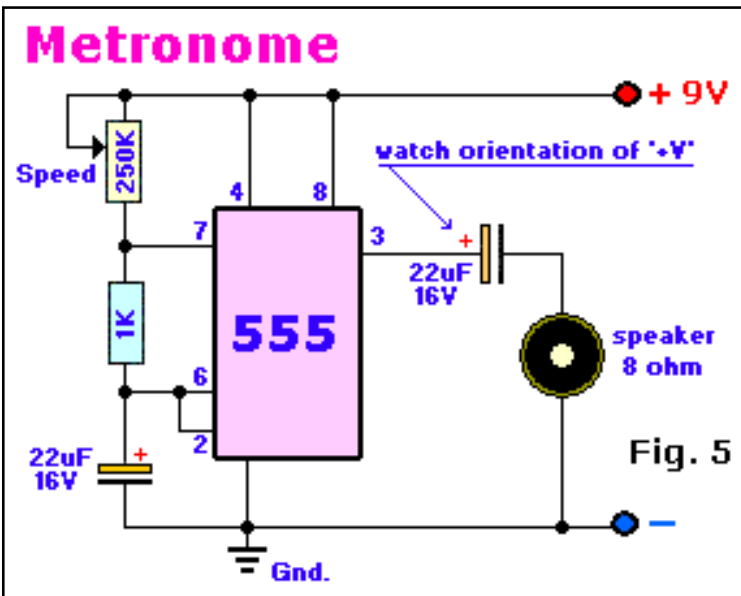 Metronome
+ 9V
watch orientation of '+V'
Speed
250K
4
8
7
3
+
22uF
16V
1K
555
speaker
8 ohm
6
2
22uF
16V
+
Fig. 5
−
Gnd.